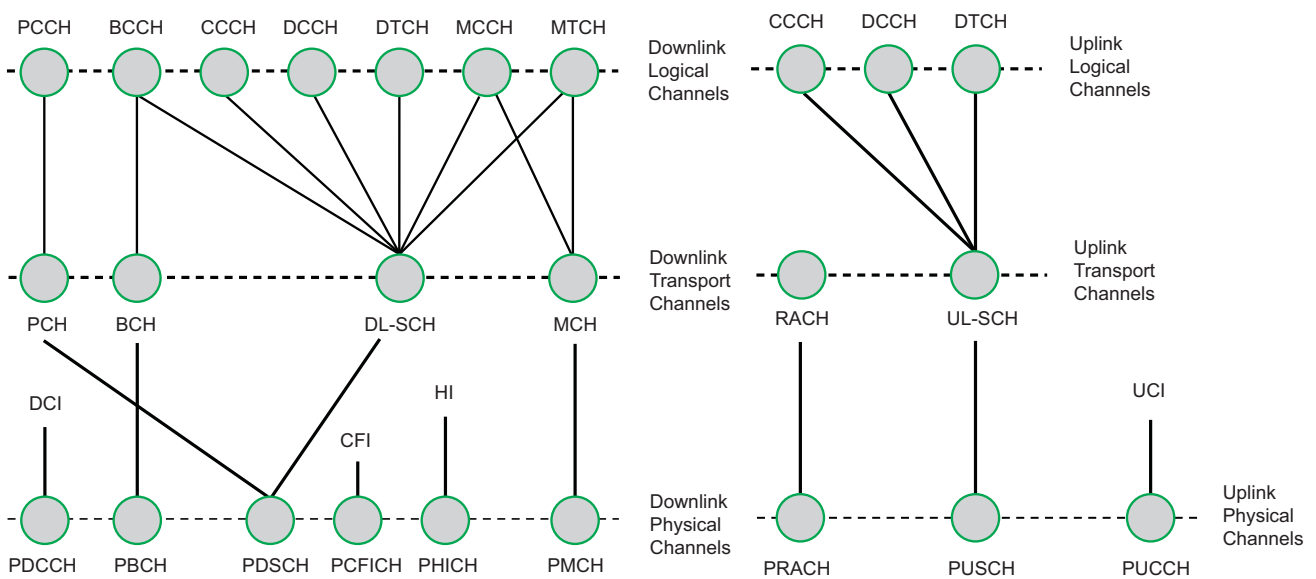 PCCH BCCH CCCH DCCH DTCH MCCH MTCH
Downlink
Logical
Channels
CCCH DCCH DTCH
Uplink
Logical
Channels
Downlink
Transport
Channels
Uplink
Transport
Channels
PCH BCH DL-SCH MCH
RACH UL-SCH
DCI
CFI
HI
UCI
Downlink
Physical
Channels
Uplink
Physical
Channels
PDCCH PBCH PDSCH PCFICH PHICH PMCH
PRACH PUSCH PUCCH